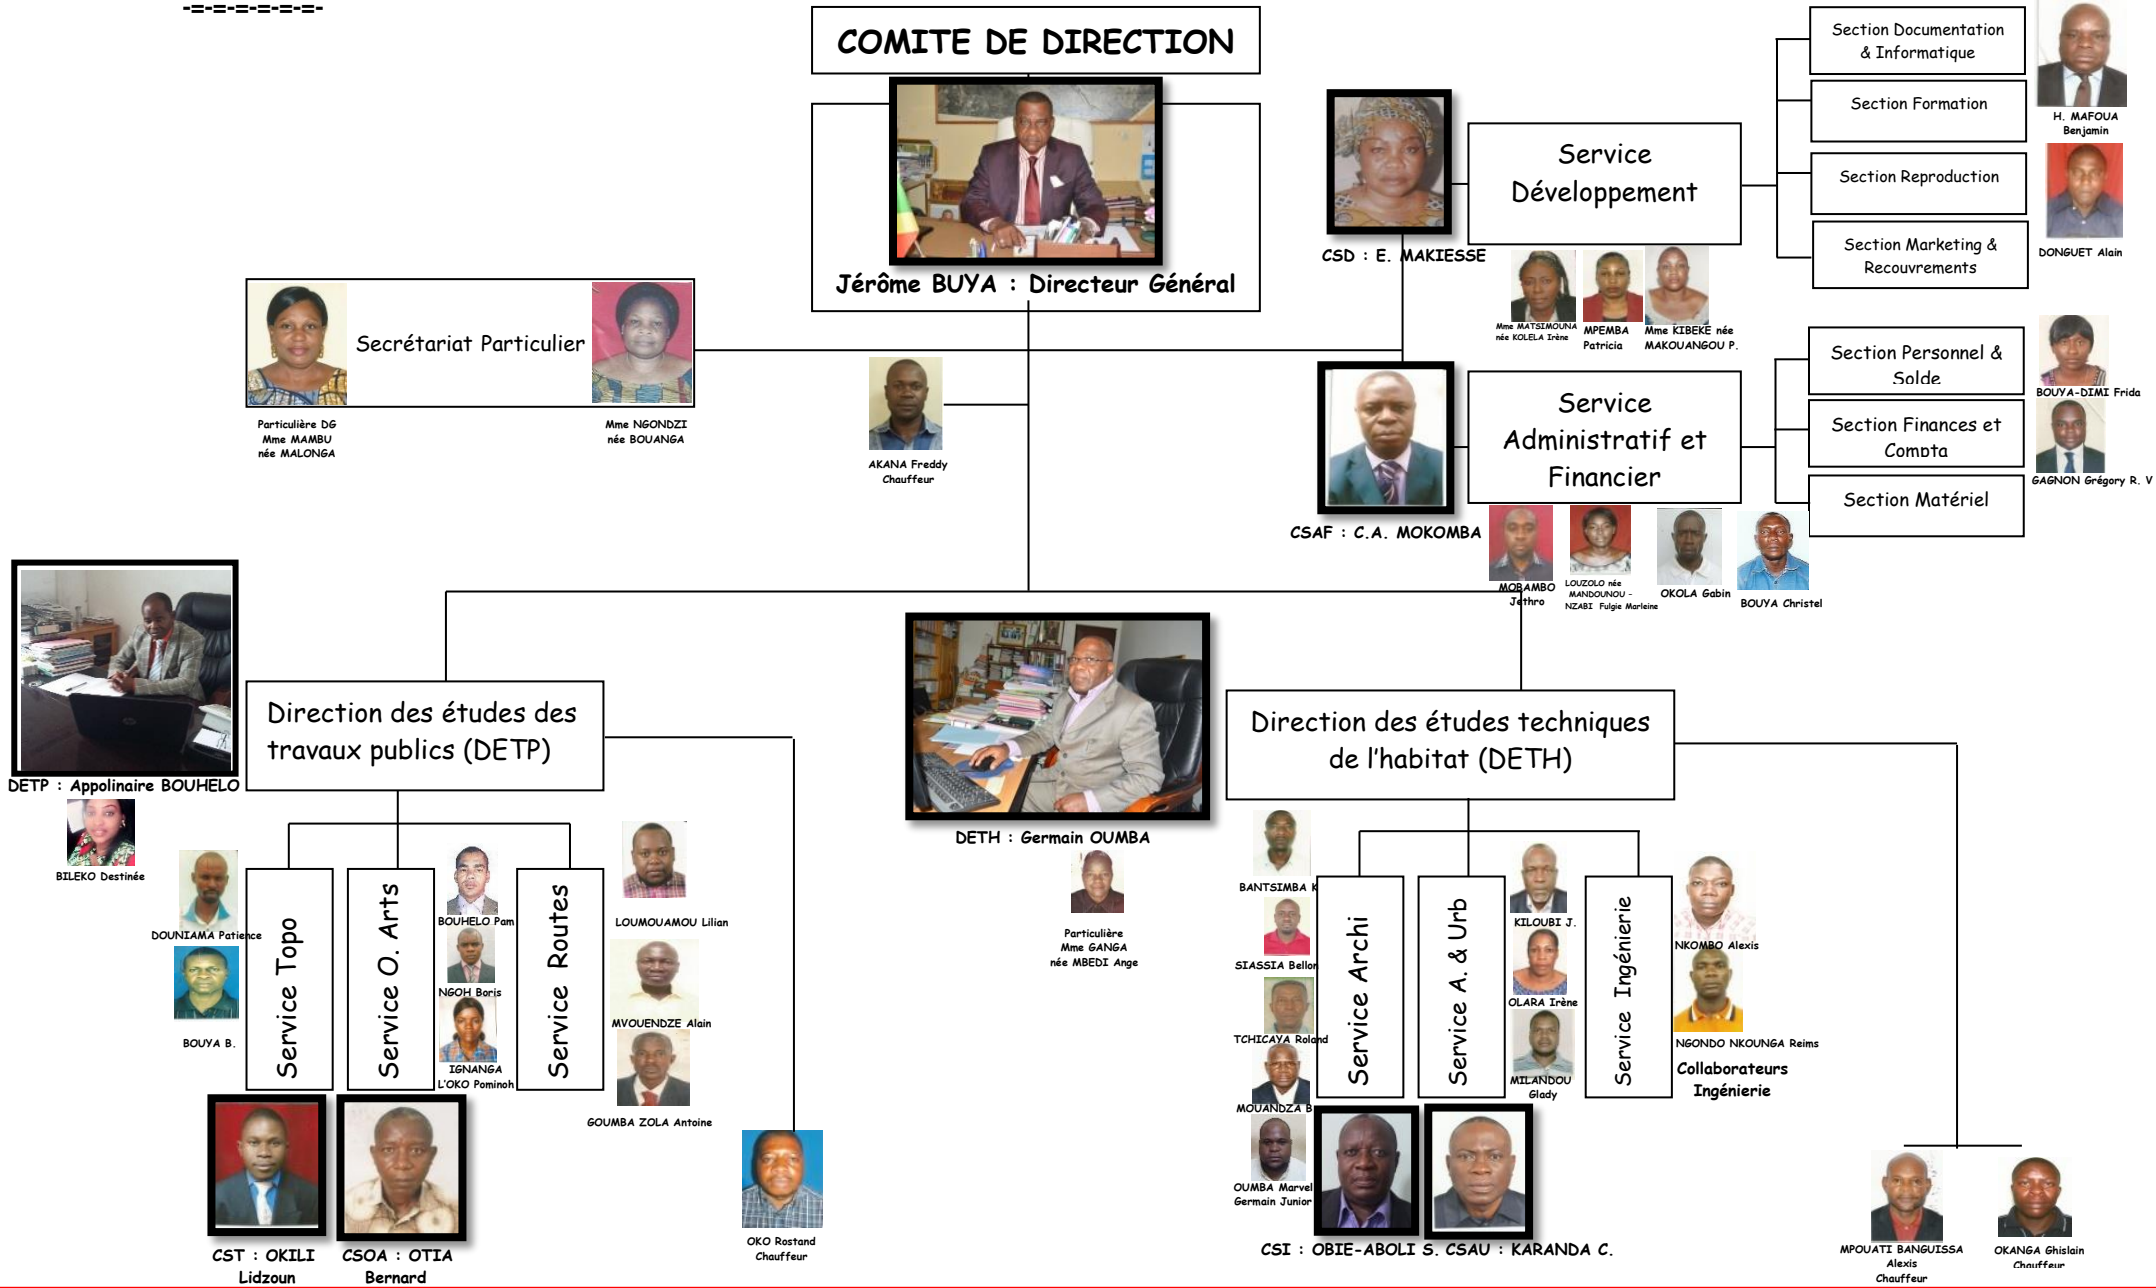 -=-=-=-=-=-=-
COMITE DE DIRECTION
Jérôme BUYA : Directeur Général
Section Documentation
& Informatique
Section Formation
Section Reproduction
Section Marketing &
Recouvrements
H. MAFOUA
Benjamin
DONGUET Alain
Service
Développement
CSD : E. MAKIESSE
Mme MATSIMOUNA
née KOLELA Irène
MPEMBA
Patricia
Mme KIBEKE née
MAKOUANGOU P.
Secrétariat Particulier
Particulière DG
Mme MAMBU
née MALONGA
Mme NGONDZI
née BOUANGA
AKANA Freddy
Chauffeur
Service
Administratif et
Financier
CSAF : C.A. MOKOMBA
Section Personnel &
Solde
Section Finances et
Compta
Section Matériel
BOUYA-DIMI Frida
GAGNON Grégory R. V
MOBAMBO
Jethro
LOUZOLO née
MANDOUNOU -
NZABI Fulgie Marleine
OKOLA Gabin
BOUYA Christel
Direction des études des
travaux publics (DETP)
DETP : Appolinaire BOUHELO
BILEKO Destinée
DOUNIAMA Patience
BOUYA B.
Service Topo
Service O. Arts
BOUHELO Pam
NGOH Boris
IGNANGA
L'OKO Pominoh
Service Routes
LOUMOUAMOU Lilian
MVOUENDZE Alain
GOUMBA ZOLA Antoine
CST : OKILI
Lidzoun
CSOA : OTIA
Bernard
OKO Rostand
Chauffeur
DETH : Germain OUMBA
Particulière
Mme GANGA
née MBEDI Ange
Direction des études techniques
de l'habitat (DETH)
BANTSIMBA K
SIASSIA Bellon
TCHICAYA Roland
MOUANDZA B
OUMBA Marvel
Germain Junior
Service Archi
Service A. & Urb
KILOUBI J.
OLARA Irène
MILANDOU
Glady
Service Ingénierie
NKOMBO Alexis
NGONDO NKOUNGA Reims
Collaborateurs
Ingénierie
CSI : OBIE-ABOLI S.
CSAU : KARANDA C.
MPOUATI BANGUISSA
Alexis
Chauffeur
OKANGA Ghislain
Chauffeur